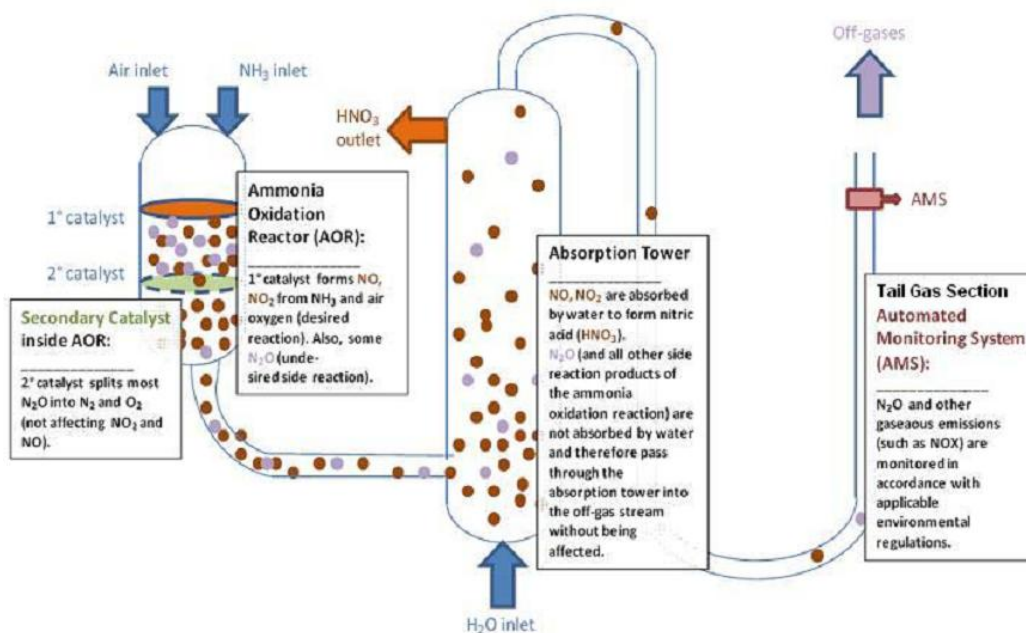 Off-gases
Air inlet
NH₃ inlet
HNO₃
outlet
1° catalyst
2° catalyst
Ammonia
Oxidation
Reactor (AOR):
1° catalyst forms NO,
NO₂ from NH₃ and air
oxygen (desired
reaction). Also, some
N₂O (unde-
sired side reaction).
Secondary Catalyst
inside AOR:
2° catalyst splits most
N₂O into N₂ and O₂
(not affecting NO₂ and
NO).
Absorption Tower
NO, NO₂ are absorbed
by water to form nitric
acid (HNO₃).
N₂O (and all other side
reaction products of
the ammonia
oxidation reaction) are
not absorbed by water
and therefore pass
through the
absorption tower into
the off-gas stream
without being
affected.
AMS
Tail Gas Section
Automated
Monitoring System
(AMS):
N₂O and other
gaseaous emissions
(such as NOX) are
monitored in
accordance with
applicable
environmental
regulations.
H₂O inlet